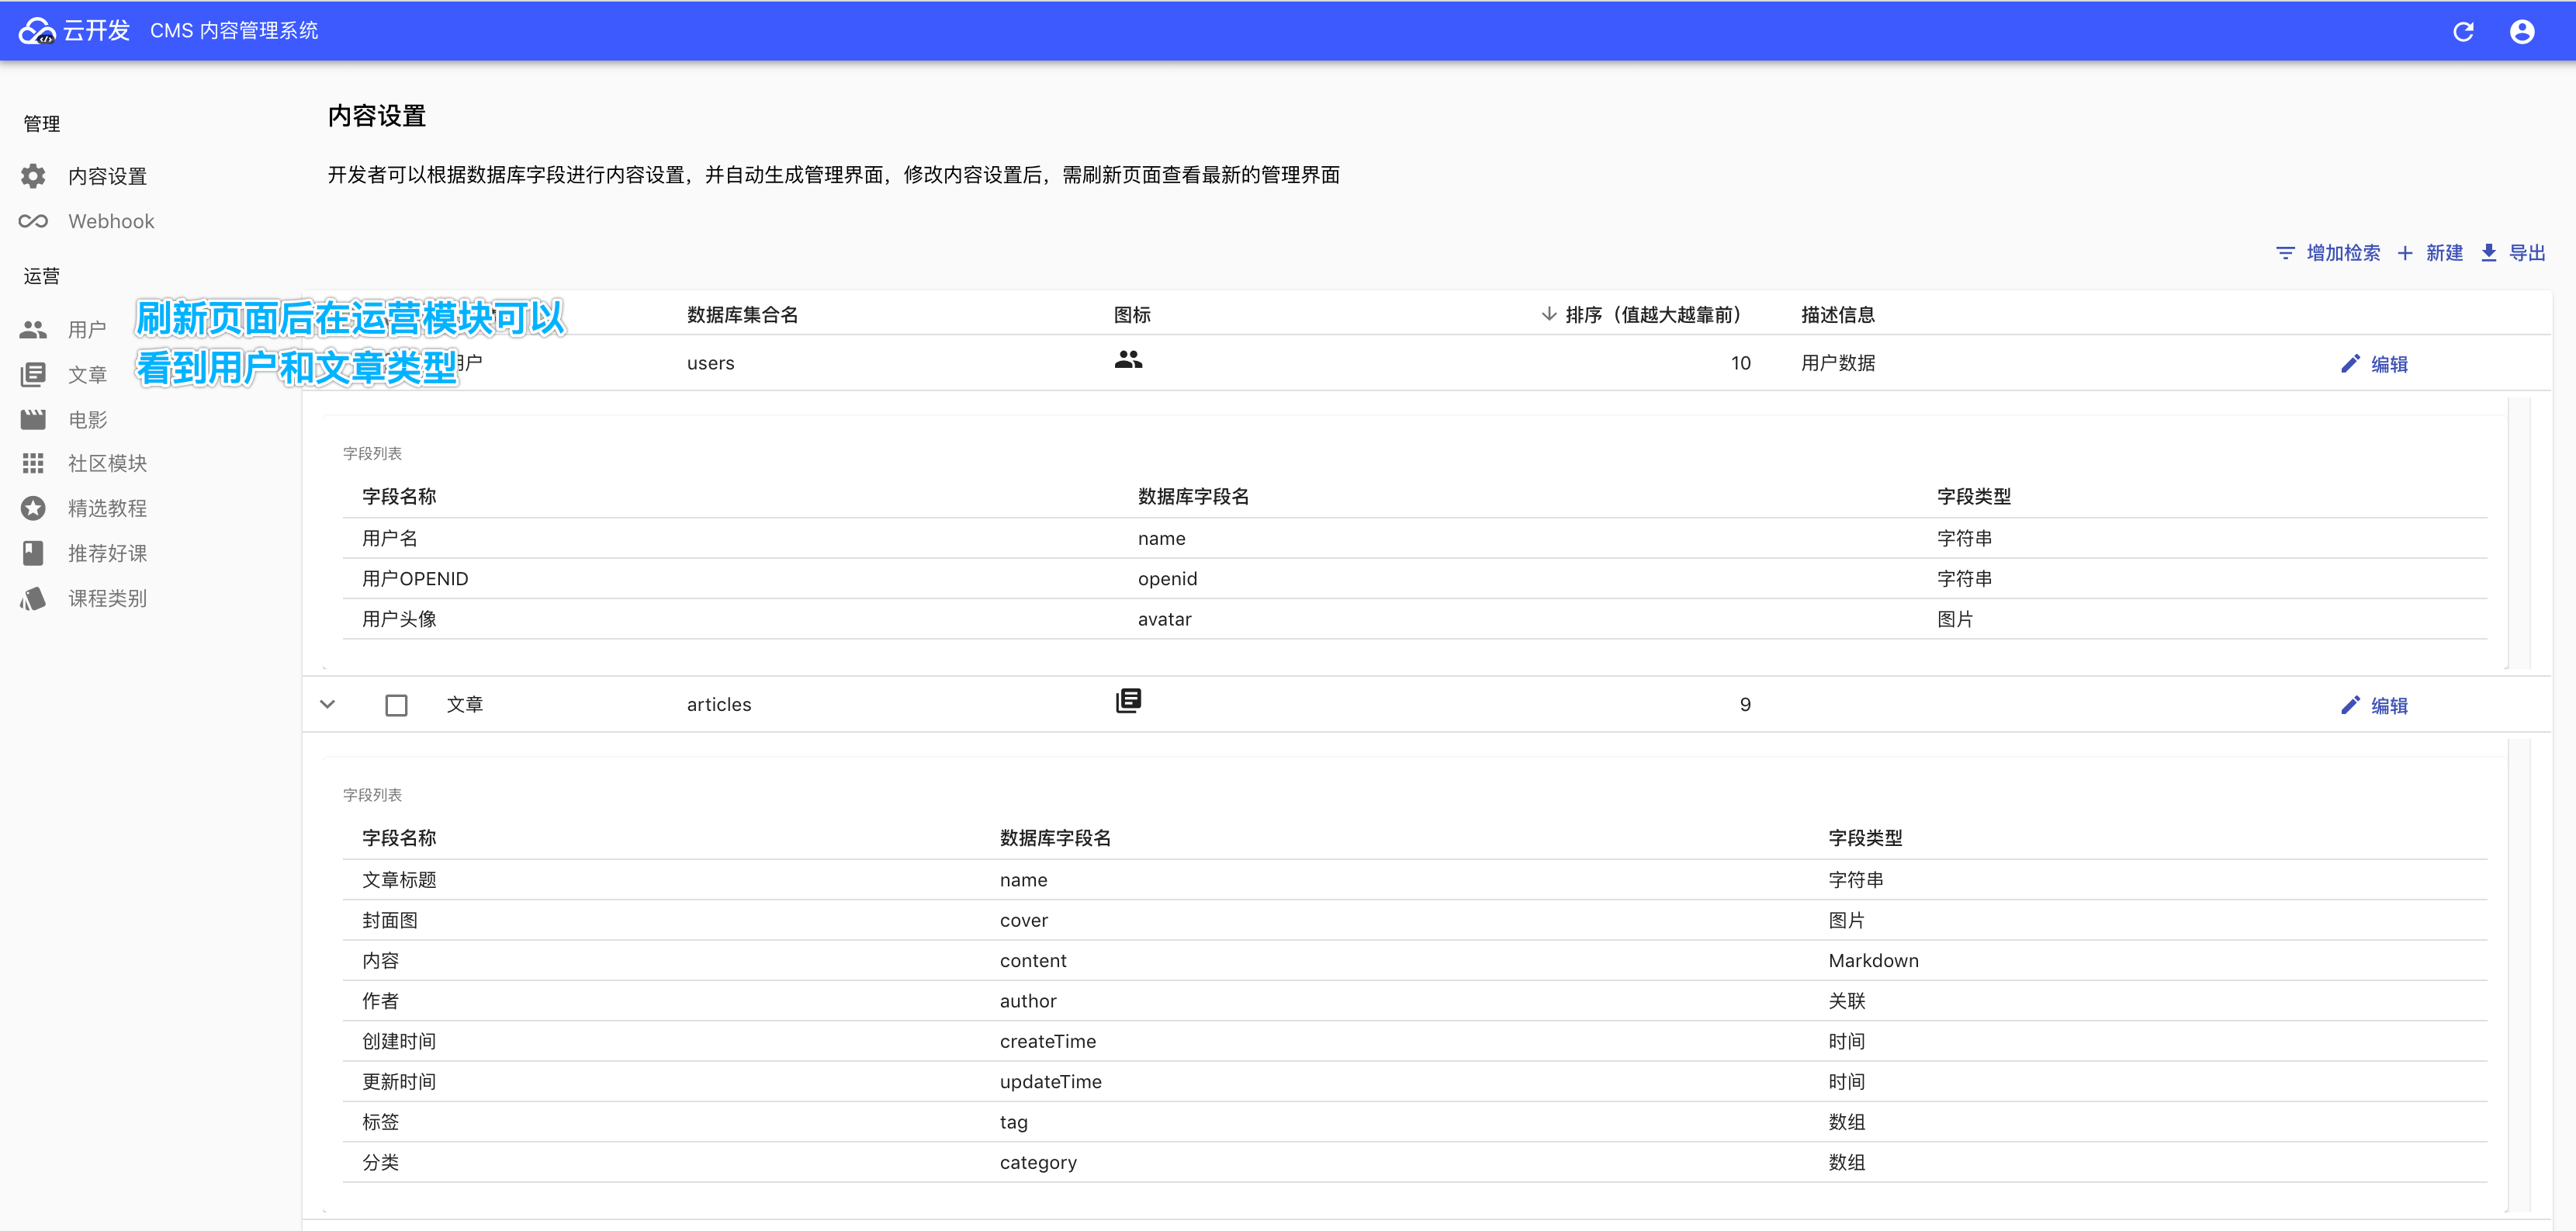 云开发 CMS 内容管理系统
管理
内容设置
Webhook
运营
用户
文章
电影
社区模块
精选教程
推荐好课
课程类别
刷新页面后在运营模块可以
看到用户和文章类型
内容设置
开发者可以根据数据库字段进行内容设置，并自动生成管理界面，修改内容设置后，需刷新页面查看最新的管理界面
增加检索 新建 导出
数据库集合名 图标 排序（值越大越靠前） 描述信息
户 users 10 用户数据 编辑
字段列表
字段名称 数据库字段名 字段类型
用户名 name 字符串
用户OPENID openid 字符串
用户头像 avatar 图片
文章 articles 9 编辑
字段列表
字段名称 数据库字段名 字段类型
文章标题 name 字符串
封面图 cover 图片
内容 content Markdown
作者 author 关联
创建时间 createTime 时间
更新时间 updateTime 时间
标签 tag 数组
分类 category 数组